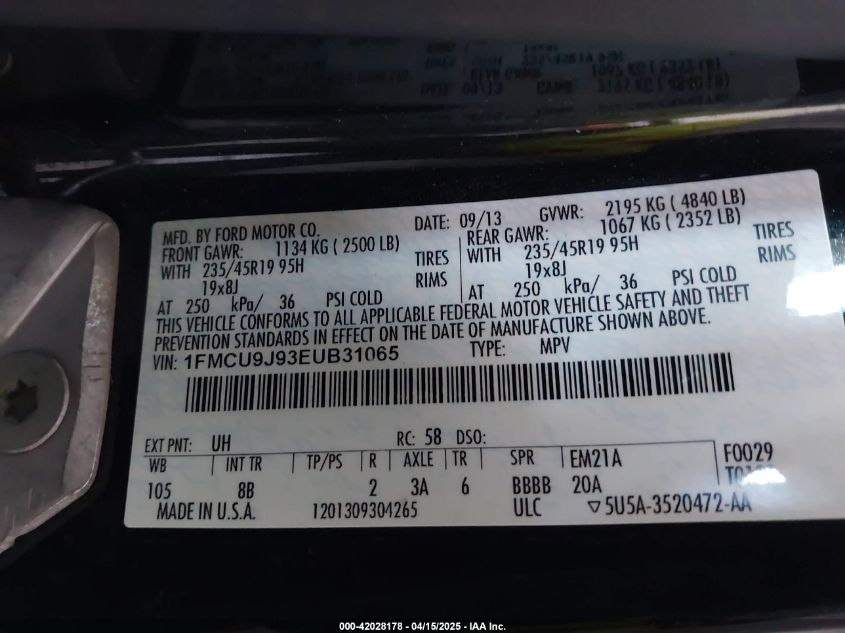 MFD. BY FORD MOTOR CO. DATE: 09/13 GVWR: 2195 KG ( 4840 LB)
FRONT GAWR: 1134 KG ( 2500 LB) REAR GAWR: 1067 KG ( 2352 LB)
WITH 235/45R19 95H TIRES WITH 235/45R19 95H TIRES
19x8J RIMS 19x8J RIMS
AT 250 kPa/ 36 PSI COLD AT 250 kPa/ 36 PSI COLD
THIS VEHICLE CONFORMS TO ALL APPLICABLE FEDERAL MOTOR VEHICLE SAFETY AND THEFT
PREVENTION STANDARDS IN EFFECT ON THE DATE OF MANUFACTURE SHOWN ABOVE.
VIN: 1FMCU9J93EUB31065 TYPE: MPV
EXT PNT: UH RC: 58 DSO:
WB INT TR TP/PS R AXLE TR SPR EM21A F0029
105 8B 2 3A 6 BBBB 20A
MADE IN U.S.A. 1201309304265 ULC ▽5U5A-3520472-AA
000-42028178 - 04/15/2025 - IAA Inc.